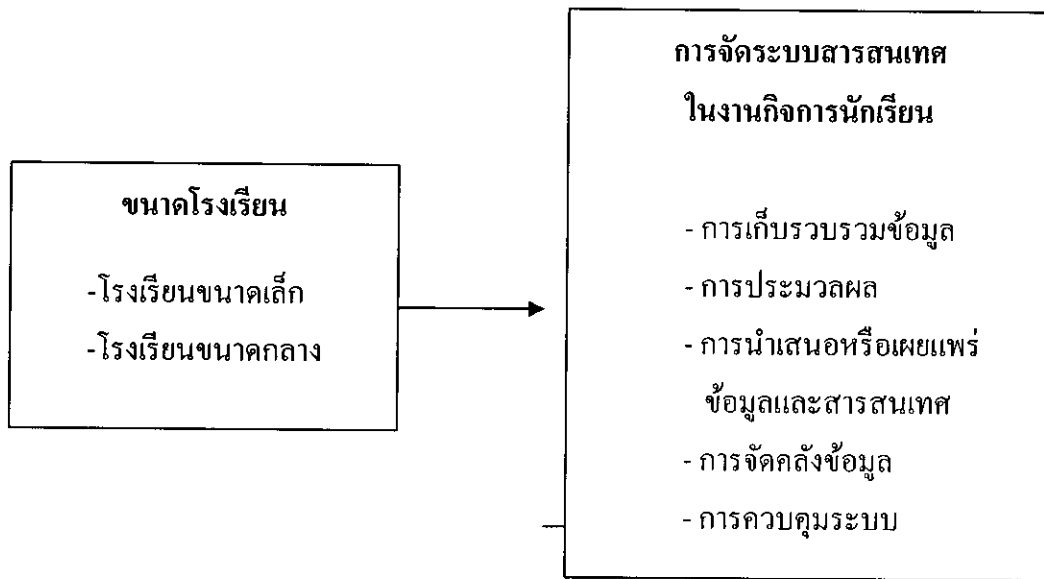 ขนาดโรงเรียน
-โรงเรียนขนาดเล็ก
-โรงเรียนขนาดกลาง
การจัดระบบสารสนเทศ
ในงานกิจการนักเรียน
- การเก็บรวบรวมข้อมูล
- การประมวลผล
- การนำเสนอหรือเผยแพร่
ข้อมูลและสารสนเทศ
- การจัดคลังข้อมูล
- การควบคุมระบบ